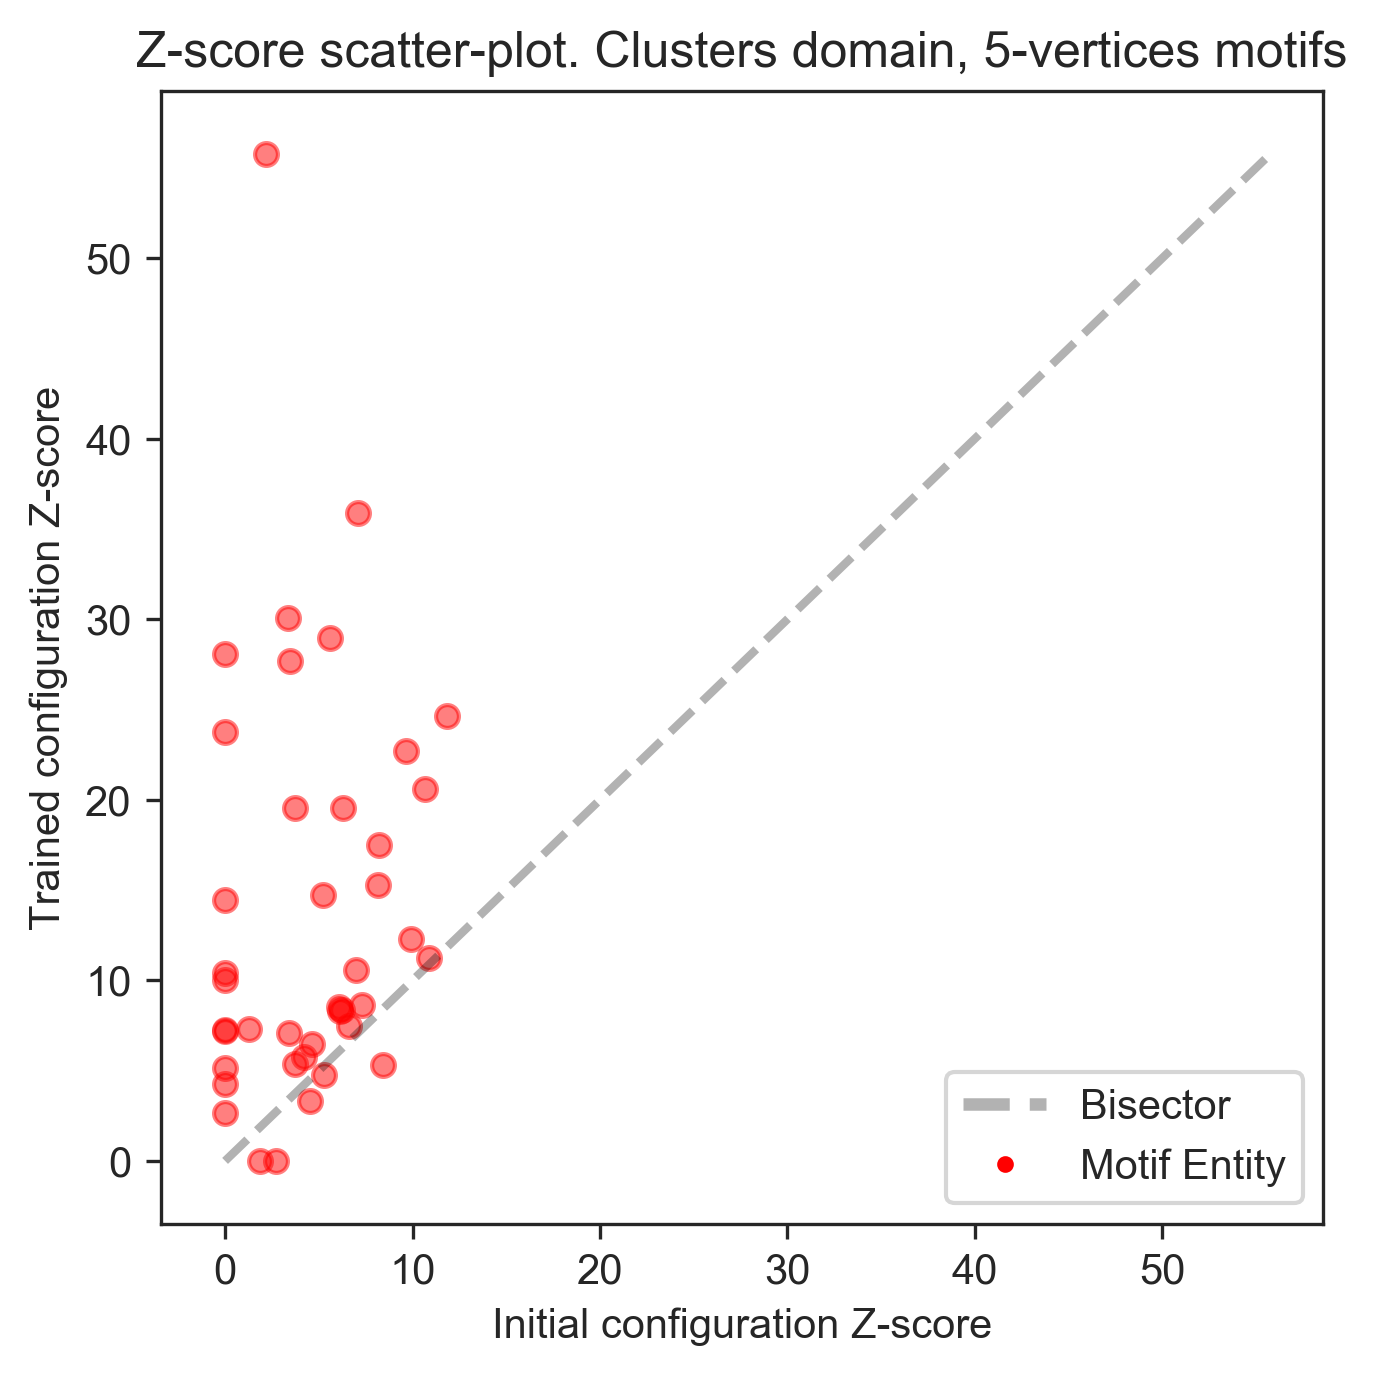 Z-score scatter-plot. Clusters domain, 5-vertices motifs
Trained configuration Z-score
50
40
30
20
10
0
0 10 20 30 40 50
Initial configuration Z-score
Bisector
Motif Entity